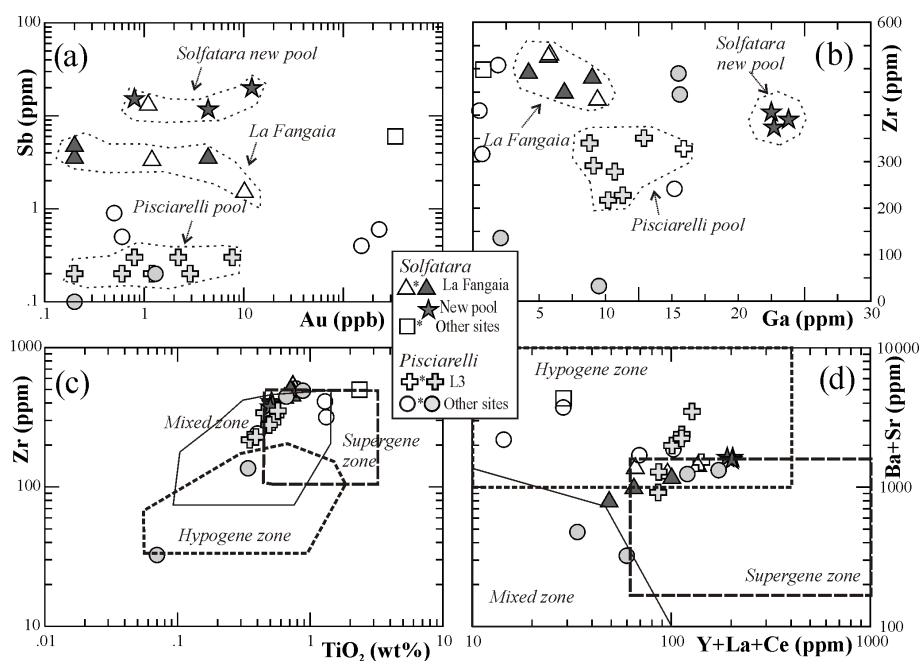 (a)
100
10
1
.1
Sb (ppm)
Solfatara new pool
La Fangaia
Pisciarelli pool
.1
1
10
100
Au (ppb)
(b)
600
500
300
200
0
Zr (ppm)
La Fangaia
Solfatara
new pool
Pisciarelli pool
5
10
15
20
30
Ga (ppm)
Solfatara
* La Fangaia
New pool
* Other sites
Pisciarelli
* L3
* Other sites
(c)
1000
100
10
Zr (ppm)
Mixed zone
Supergene
zone
Hypogene zone
.01
.1
1
10
TiO2 (wt%)
(d)
10000
1000
100
Ba+Sr (ppm)
Hypogene zone
Supergene zone
Mixed zone
10
100
1000
Y+La+Ce (ppm)